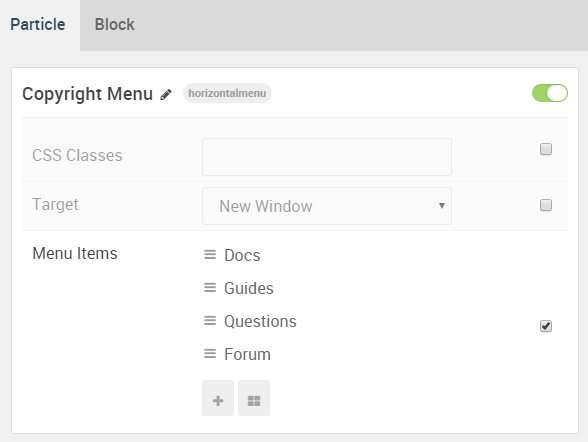 Particle Block
Copyright Menu horizontalmenu
CSS Classes
Target New Window
Menu Items Docs
Guides
Questions
Forum